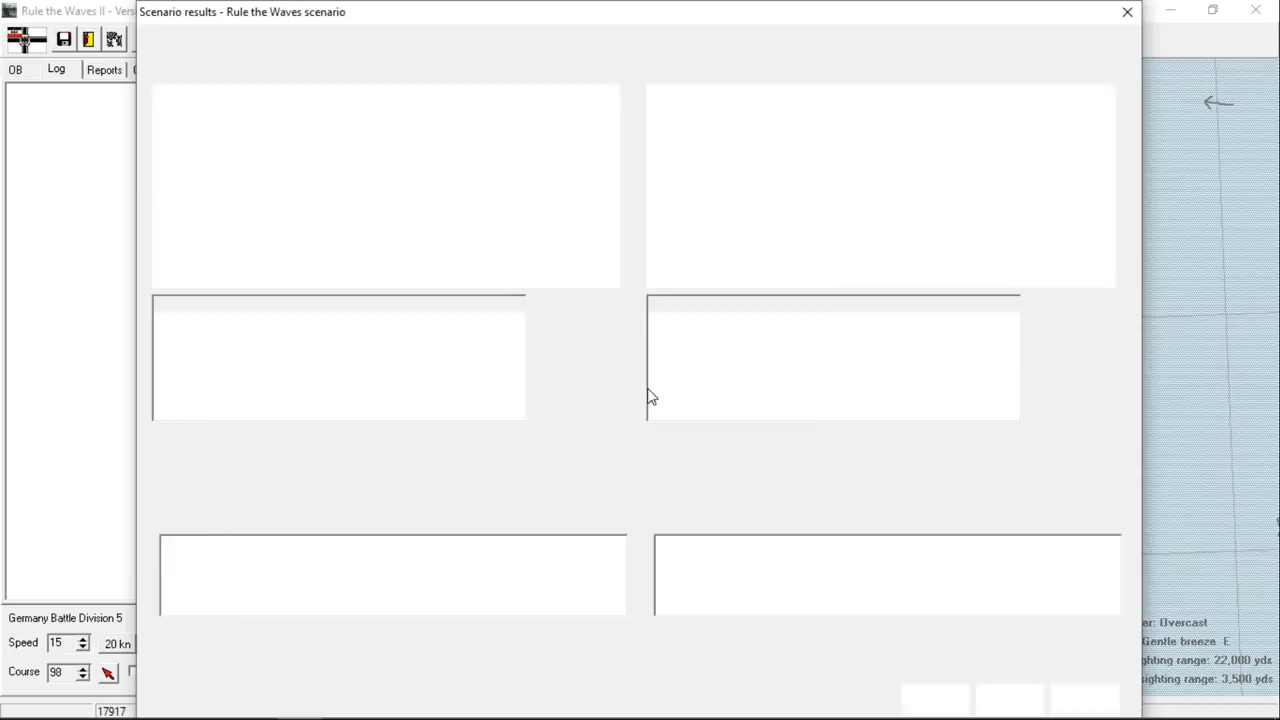 Rule the Waves II - Vers
Scenario results - Rule the Waves scenario
OB
Log
Reports
Germany Battle Division 5
Speed 15 20 kn
Course 98
17917
er: Overcast
Gentle breeze E
ghting range: 22,000 yds
ighting range: 3,500 yds